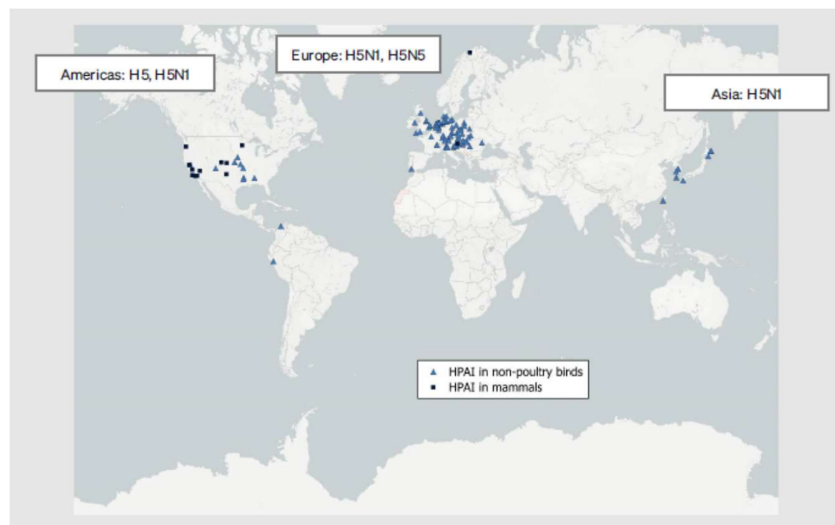 Europe: H5N1, H5N5
Americas: H5, H5N1
Asia: H5N1
HPAI in non-poultry birds
HPAI in mammals